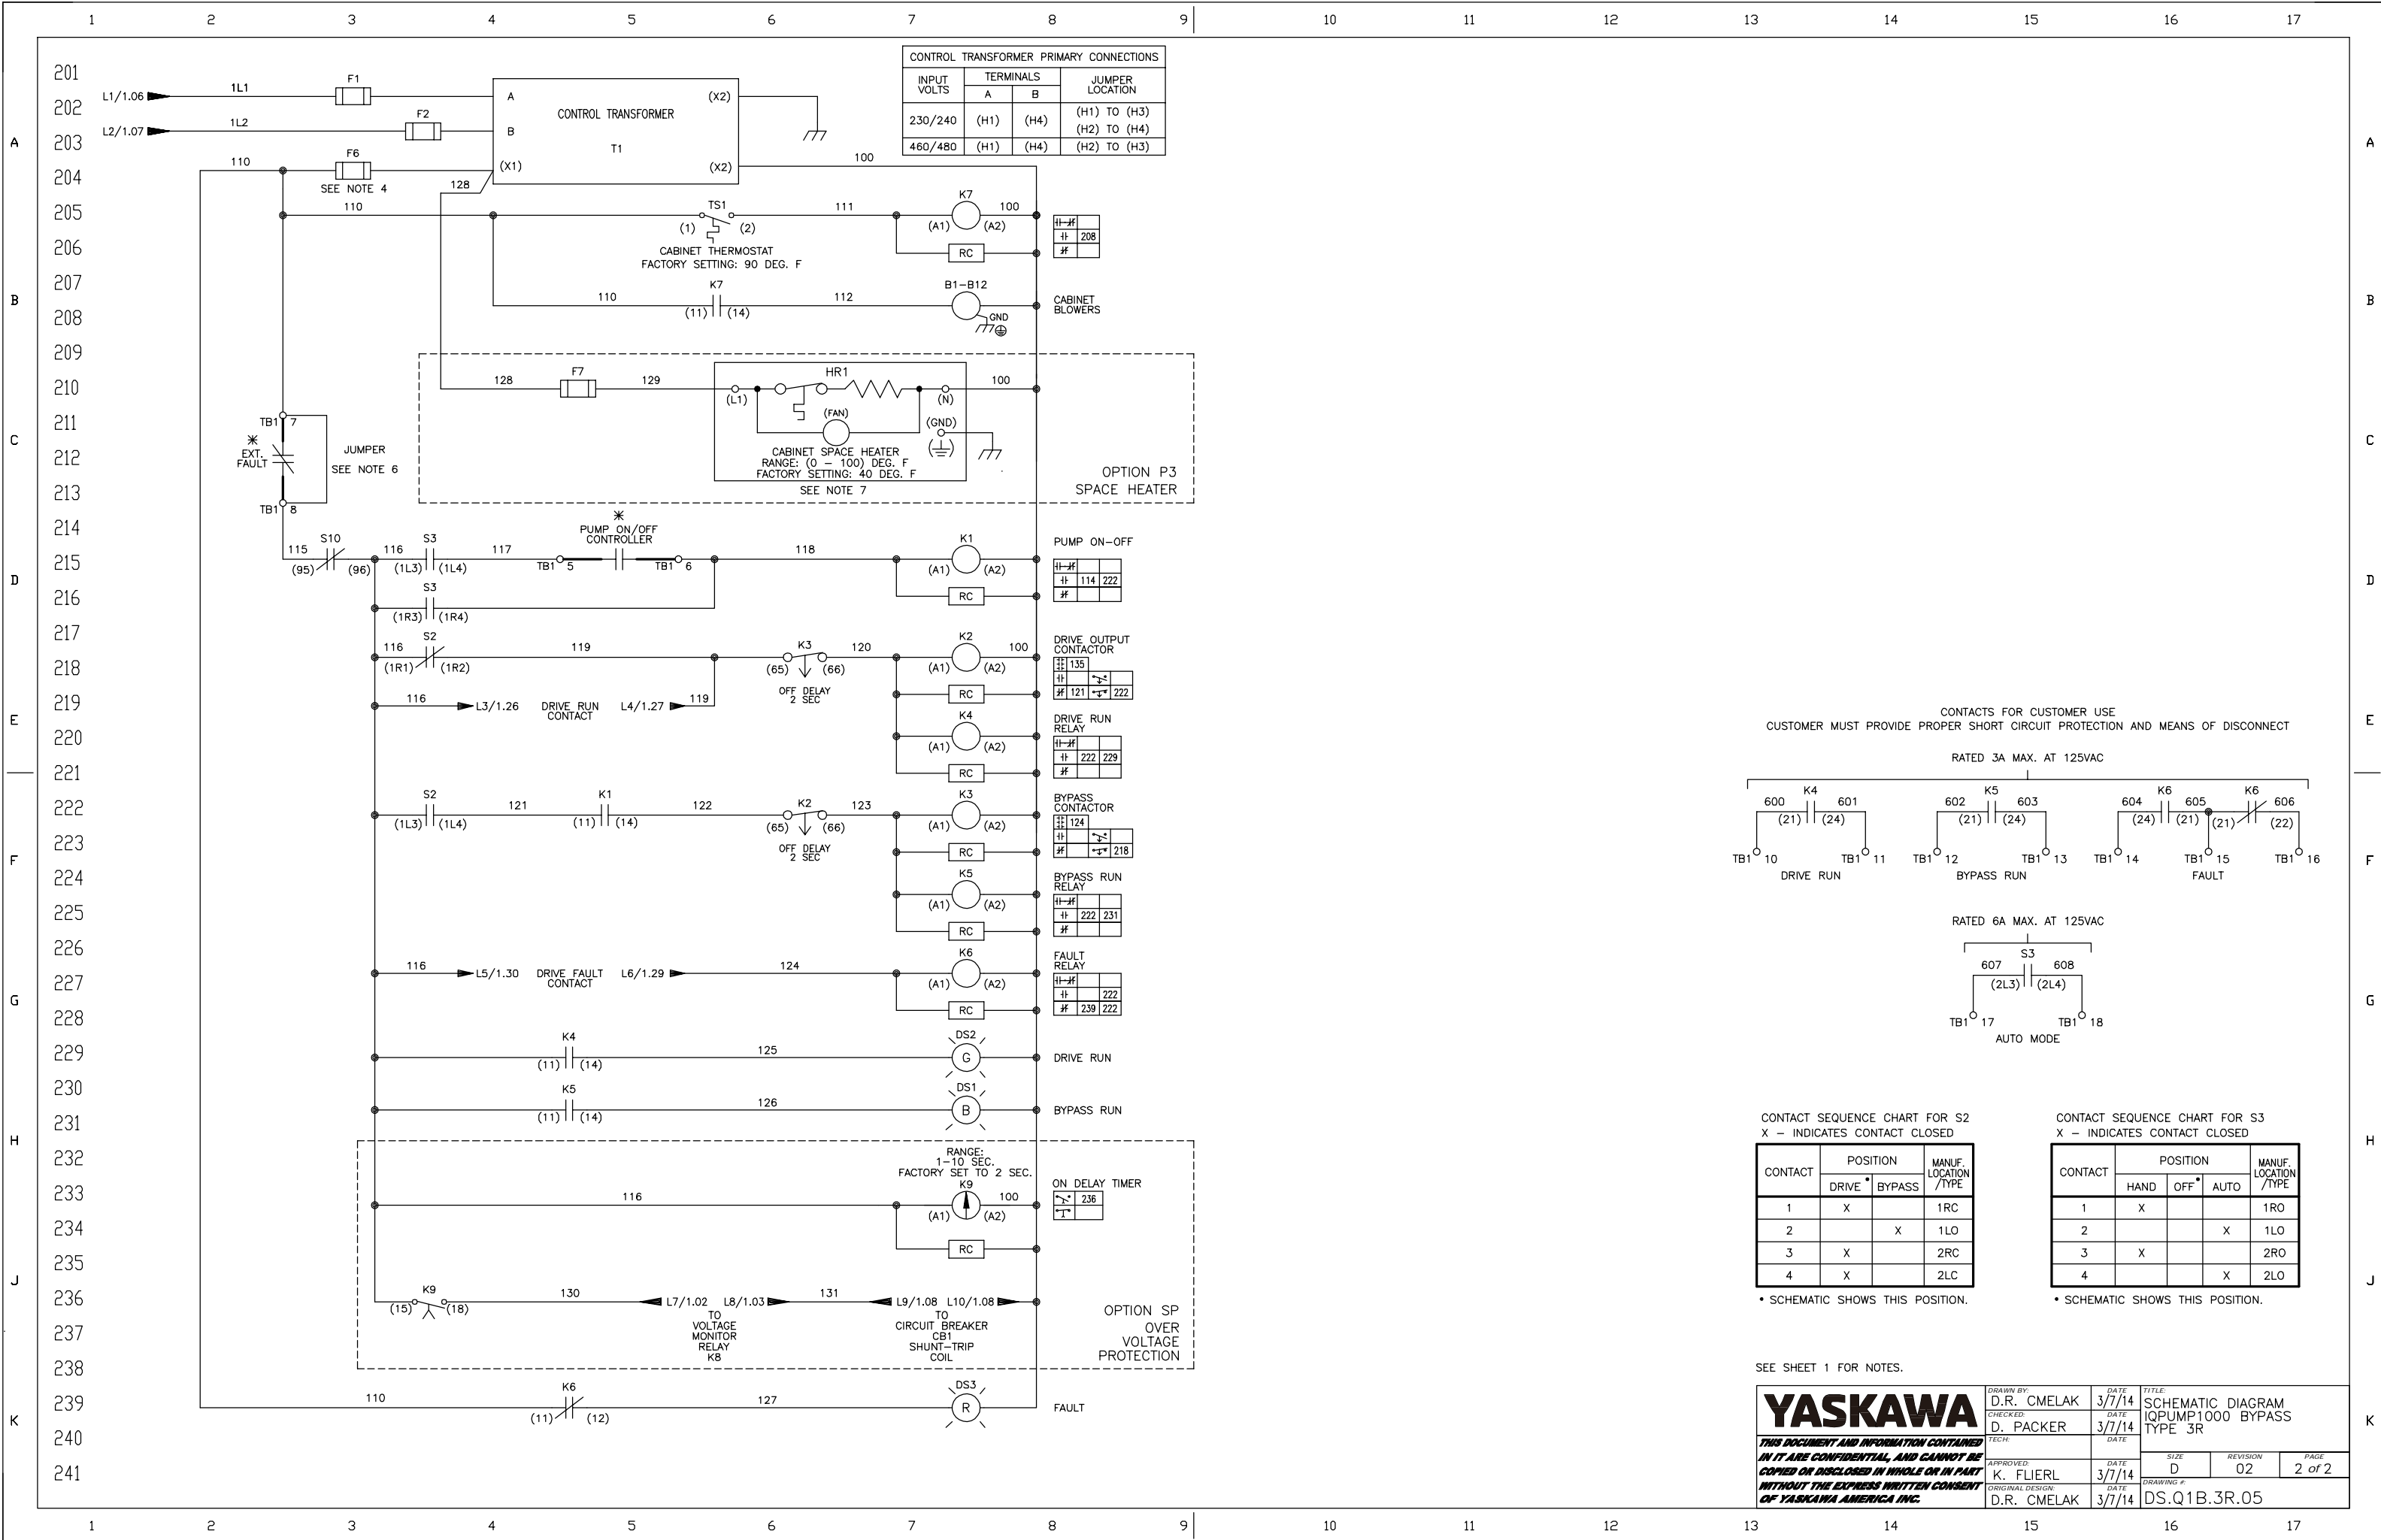 1 2 3 4 5 6 7 8 9 10 11 12 13 14 15 16 17
A
B
C
D
E
F
G
H
J
K
201
202
203
204
205
206
207
208
209
210
211
212
213
214
215
216
217
218
219
220
221
222
223
224
225
226
227
228
229
230
231
232
233
234
235
236
237
238
239
240
241
CONTROL TRANSFORMER PRIMARY CONNECTIONS
INPUT VOLTS TERMINALS JUMPER LOCATION
A B
230/240 (H1) (H4) (H1) TO (H3)
(H2) TO (H4)
460/480 (H1) (H4) (H2) TO (H3)
L1/1.06 1L1 F1 A (X2)
CONTROL TRANSFORMER
L2/1.07 1L2 F2 B
T1
110 F6 (X1) (X2) 100
SEE NOTE 4 128
110 TS1 111 K7 100
(1) (2) (A1) (A2)
208
RC
CABINET THERMOSTAT
FACTORY SETTING: 90 DEG. F
110 K7 112 B1-B12 CABINET
BLOWERS
(11) (14) GND
128 F7 129 HR1 100
(L1) (N)
(FAN) (GND)
CABINET SPACE HEATER
RANGE: (0 - 100) DEG. F
FACTORY SETTING: 40 DEG. F
SEE NOTE 7
OPTION P3
SPACE HEATER
TB1 7
* EXT.
FAULT
JUMPER
SEE NOTE 6
TB1 8
*
PUMP ON/OFF
CONTROLLER
115 S10 116 S3 117 118 K1 PUMP ON-OFF
(95) (96) (1L3) (1L4) TB1 5 TB1 6 (A1) (A2)
114 222
S3 RC
(1R3) (1R4)
116 S2 119 K3 120 K2 100 DRIVE OUTPUT
CONTACTOR
(1R1) (1R2) (65) (66) (A1) (A2) 135
OFF DELAY
2 SEC
RC 121 222
116 L3/1.26 DRIVE RUN
CONTACT L4/1.27 119
K4 DRIVE RUN
RELAY
(A1) (A2)
222 229
RC
S2 121 K1 122 K2 123 K3 BYPASS
CONTACTOR
(1L3) (1L4) (11) (14) (65) (66) (A1) (A2) 124
OFF DELAY
2 SEC
RC 218
K5 BYPASS RUN
RELAY
(A1) (A2)
222 231
RC
116 L5/1.30 DRIVE FAULT
CONTACT L6/1.29 124 K6 FAULT
RELAY
(A1) (A2)
222
RC 239 222
K4 125 DS2 G DRIVE RUN
(11) (14)
K5 126 DS1 B BYPASS RUN
(11) (14)
RANGE:
1-10 SEC.
FACTORY SET TO 2 SEC.
116 K9 100 ON DELAY TIMER
(A1) (A2) 236
RC
K9 130 L7/1.02 L8/1.03 131 L9/1.08 L10/1.08
(15) (18)
TO
VOLTAGE
MONITOR
RELAY
K8
TO
CIRCUIT BREAKER
CB1
SHUNT-TRIP
COIL
OPTION SP
OVER
VOLTAGE
PROTECTION
110 K6 127 DS3 R FAULT
(11) (12)
CONTACTS FOR CUSTOMER USE
CUSTOMER MUST PROVIDE PROPER SHORT CIRCUIT PROTECTION AND MEANS OF DISCONNECT
RATED 3A MAX. AT 125VAC
600 K4 601 602 K5 603 604 K6 605 K6 606
(21) (24) (21) (24) (24) (21) (21) (22)
TB1 10 TB1 11 TB1 12 TB1 13 TB1 14 TB1 15 TB1 16
DRIVE RUN BYPASS RUN FAULT
RATED 6A MAX. AT 125VAC
S3
607 608
(2L3) (2L4)
TB1 17 TB1 18
AUTO MODE
CONTACT SEQUENCE CHART FOR S2
X - INDICATES CONTACT CLOSED
CONTACT POSITION MANUF. LOCATION /TYPE
DRIVE• BYPASS
1 X 1RC
2 X 1LO
3 X 2RC
4 X 2LC
• SCHEMATIC SHOWS THIS POSITION.
CONTACT SEQUENCE CHART FOR S3
X - INDICATES CONTACT CLOSED
CONTACT POSITION MANUF. LOCATION /TYPE
HAND OFF• AUTO
1 X 1RO
2 X 1LO
3 X 2RO
4 X 2LO
• SCHEMATIC SHOWS THIS POSITION.
SEE SHEET 1 FOR NOTES.
YASKAWA
THIS DOCUMENT AND INFORMATION CONTAINED
IN IT ARE CONFIDENTIAL, AND CANNOT BE
COPIED OR DISCLOSED IN WHOLE OR IN PART
WITHOUT THE EXPRESS WRITTEN CONSENT
OF YASKAWA AMERICA INC.
DRAWN BY: D.R. CMELAK DATE 3/7/14
CHECKED: D. PACKER DATE 3/7/14
TECH: DATE
APPROVED: K. FLIERL DATE 3/7/14
ORIGINAL DESIGN: D.R. CMELAK DATE 3/7/14
TITLE:
SCHEMATIC DIAGRAM
IQPUMP1000 BYPASS
TYPE 3R
SIZE D REVISION 02 PAGE 2 of 2
DRAWING #:
DS.Q1B.3R.05
1 2 3 4 5 6 7 8 9 10 11 12 13 14 15 16 17
A
B
C
D
E
F
G
H
J
K